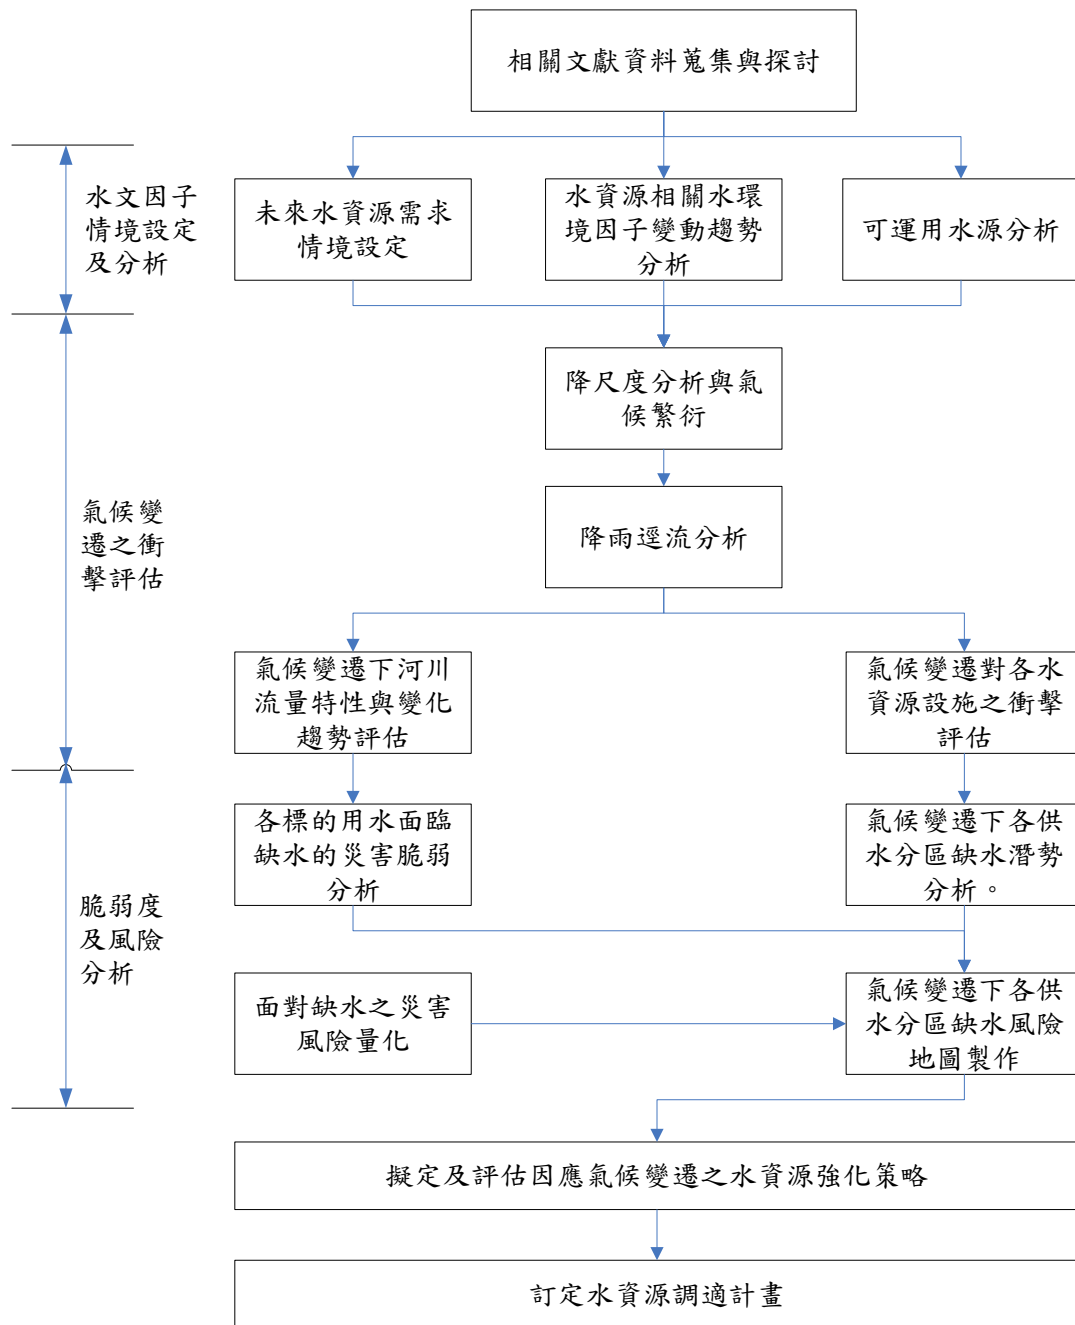 相關文獻資料蒐集與探討
水文因子
情境設定
及分析
未來水資源需求
情境設定
水資源相關水環
境因子變動趨勢
分析
可運用水源分析
降尺度分析與氣
候繁衍
氣候變
遷之衝
擊評估
降雨逕流分析
氣候變遷下河川
流量特性與變化
趨勢評估
氣候變遷對各水
資源設施之衝擊
評估
各標的用水面臨
缺水的災害脆弱
分析
氣候變遷下各供
水分區缺水潛勢
分析。
脆弱度
及風險
分析
面對缺水之災害
風險量化
氣候變遷下各供
水分區缺水風險
地圖製作
擬定及評估因應氣候變遷之水資源強化策略
訂定水資源調適計畫